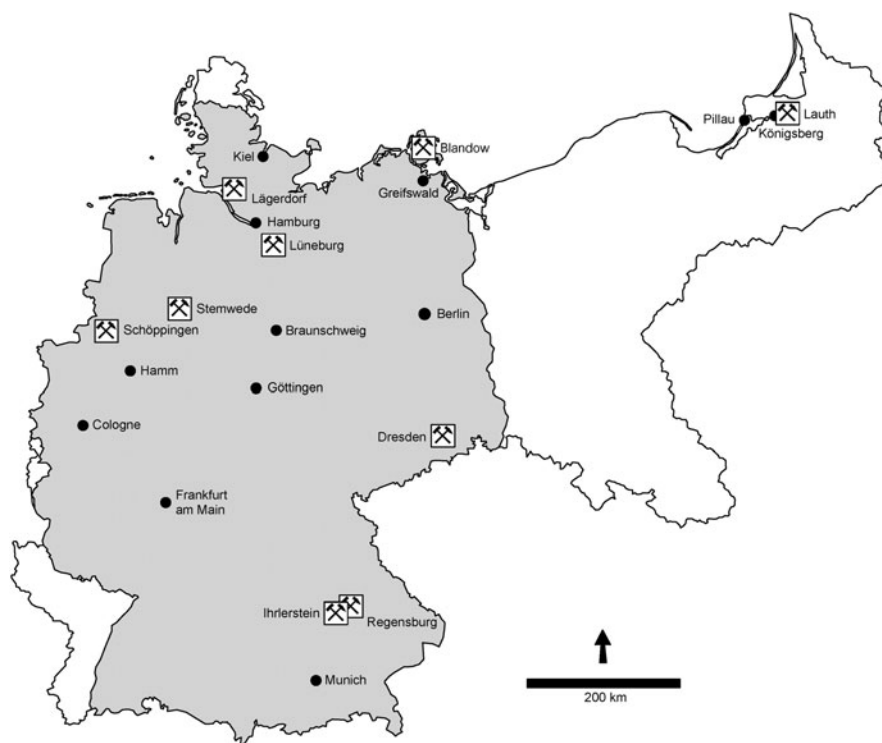 Pillau
Lauth
Königsberg
Kiel
Blandow
Lägerdorf
Greifswald
Hamburg
Lüneburg
Stemwede
Berlin
Schöppingen
Braunschweig
Hamm
Göttingen
Cologne
Dresden
Frankfurt
am Main
Ihrlerstein
Regensburg
Munich
200 km